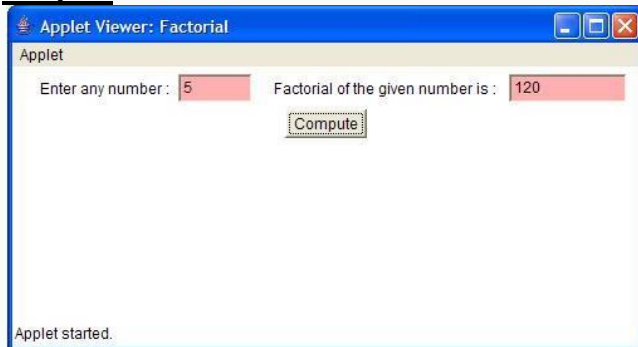 Applet Viewer: Factorial
Applet
Enter any number : 5 Factorial of the given number is : 120
Compute
Applet started.